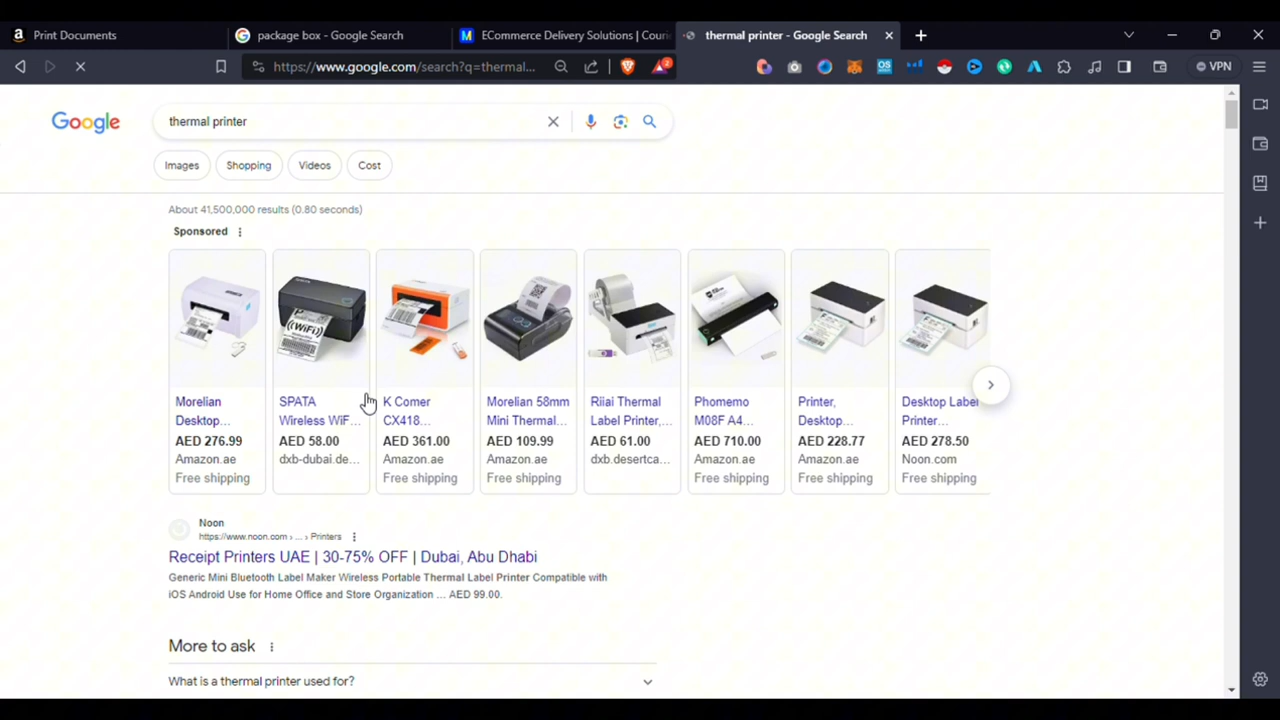 Print Documents
package box - Google Search
ECommerce Delivery Solutions | Couri
thermal printer - Google Search
https://www.google.com/search?q=thermal...
2
VPN
Google
thermal printer
Images
Shopping
Videos
Cost
About 41,500,000 results (0.80 seconds)
Sponsored
(WiFi)
Morelian Desktop...
AED 276.99
Amazon.ae
Free shipping
SPATA Wireless WiF...
AED 58.00
dxb-dubai.de...
K Comer CX418...
AED 361.00
Amazon.ae
Free shipping
Morelian 58mm Mini Thermal...
AED 109.99
Amazon.ae
Free shipping
Riiai Thermal Label Printer,...
AED 61.00
dxb.desertca...
Phomemo M08F A4...
AED 710.00
Amazon.ae
Free shipping
Printer, Desktop...
AED 228.77
Amazon.ae
Free shipping
Desktop Label Printer...
AED 278.50
Noon.com
Free shipping
Noon
https://www.noon.com › ... › Printers
Receipt Printers UAE | 30-75% OFF | Dubai, Abu Dhabi
Generic Mini Bluetooth Label Maker Wireless Portable Thermal Label Printer Compatible with
iOS Android Use for Home Office and Store Organization ... AED 99.00.
More to ask
What is a thermal printer used for?